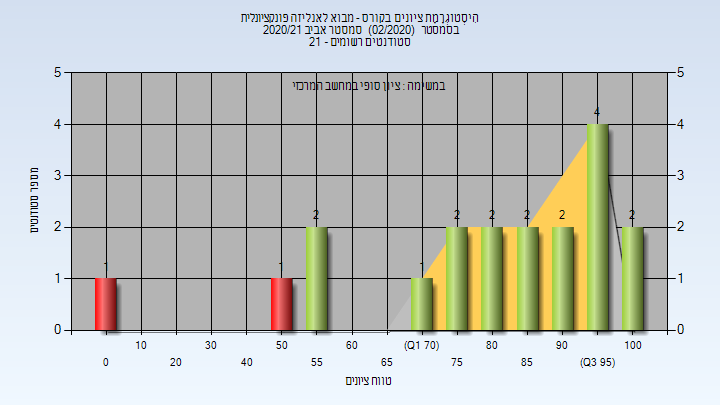 היסטוגרמת ציונים בקורס - מבוא לאנליזה פונקציונלית
בסמסטר (02/2020) סמסטר אביב 2020/21
סטודנטים רשומים - 21
במשימה : ציון סופי במחשב המרכזי
מספר סטודנטים
5 5
4 4
3 3
2 2
1 1
0 0
1 1 2 1 2 2 2 2 4 2
10 30 50 60 (Q1 70) 80 90 100
0 20 40 55 65 75 85 (Q3 95)
טווח ציונים